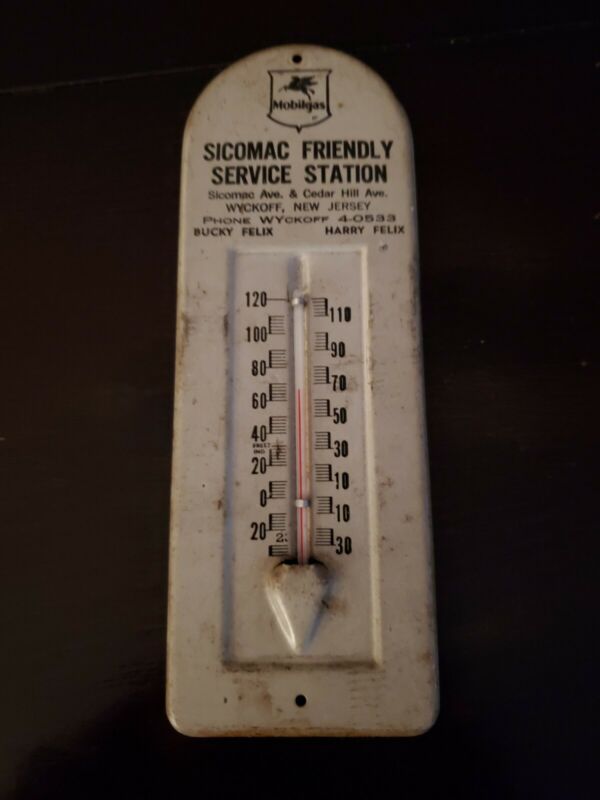 Mobilgas
SICOMAC FRIENDLY
SERVICE STATION
Sicomac Ave. & Cedar Hill Ave.
WYCKOFF, NEW JERSEY
PHONE WYCKOFF 4-0533
BUCKY FELIX HARRY FELIX
120
110
100
90
80
70
60
50
40
30
20
10
0
10
20
30